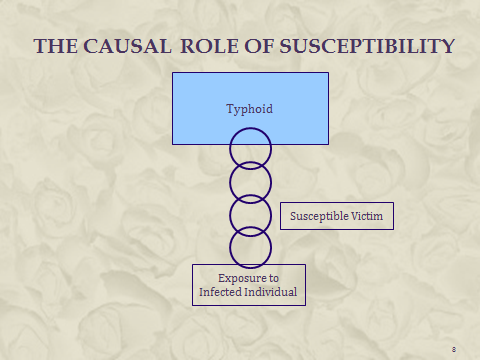 THE CAUSAL ROLE OF SUSCEPTIBILITY
Typhoid
Susceptible Victim
Exposure to
Infected Individual
8